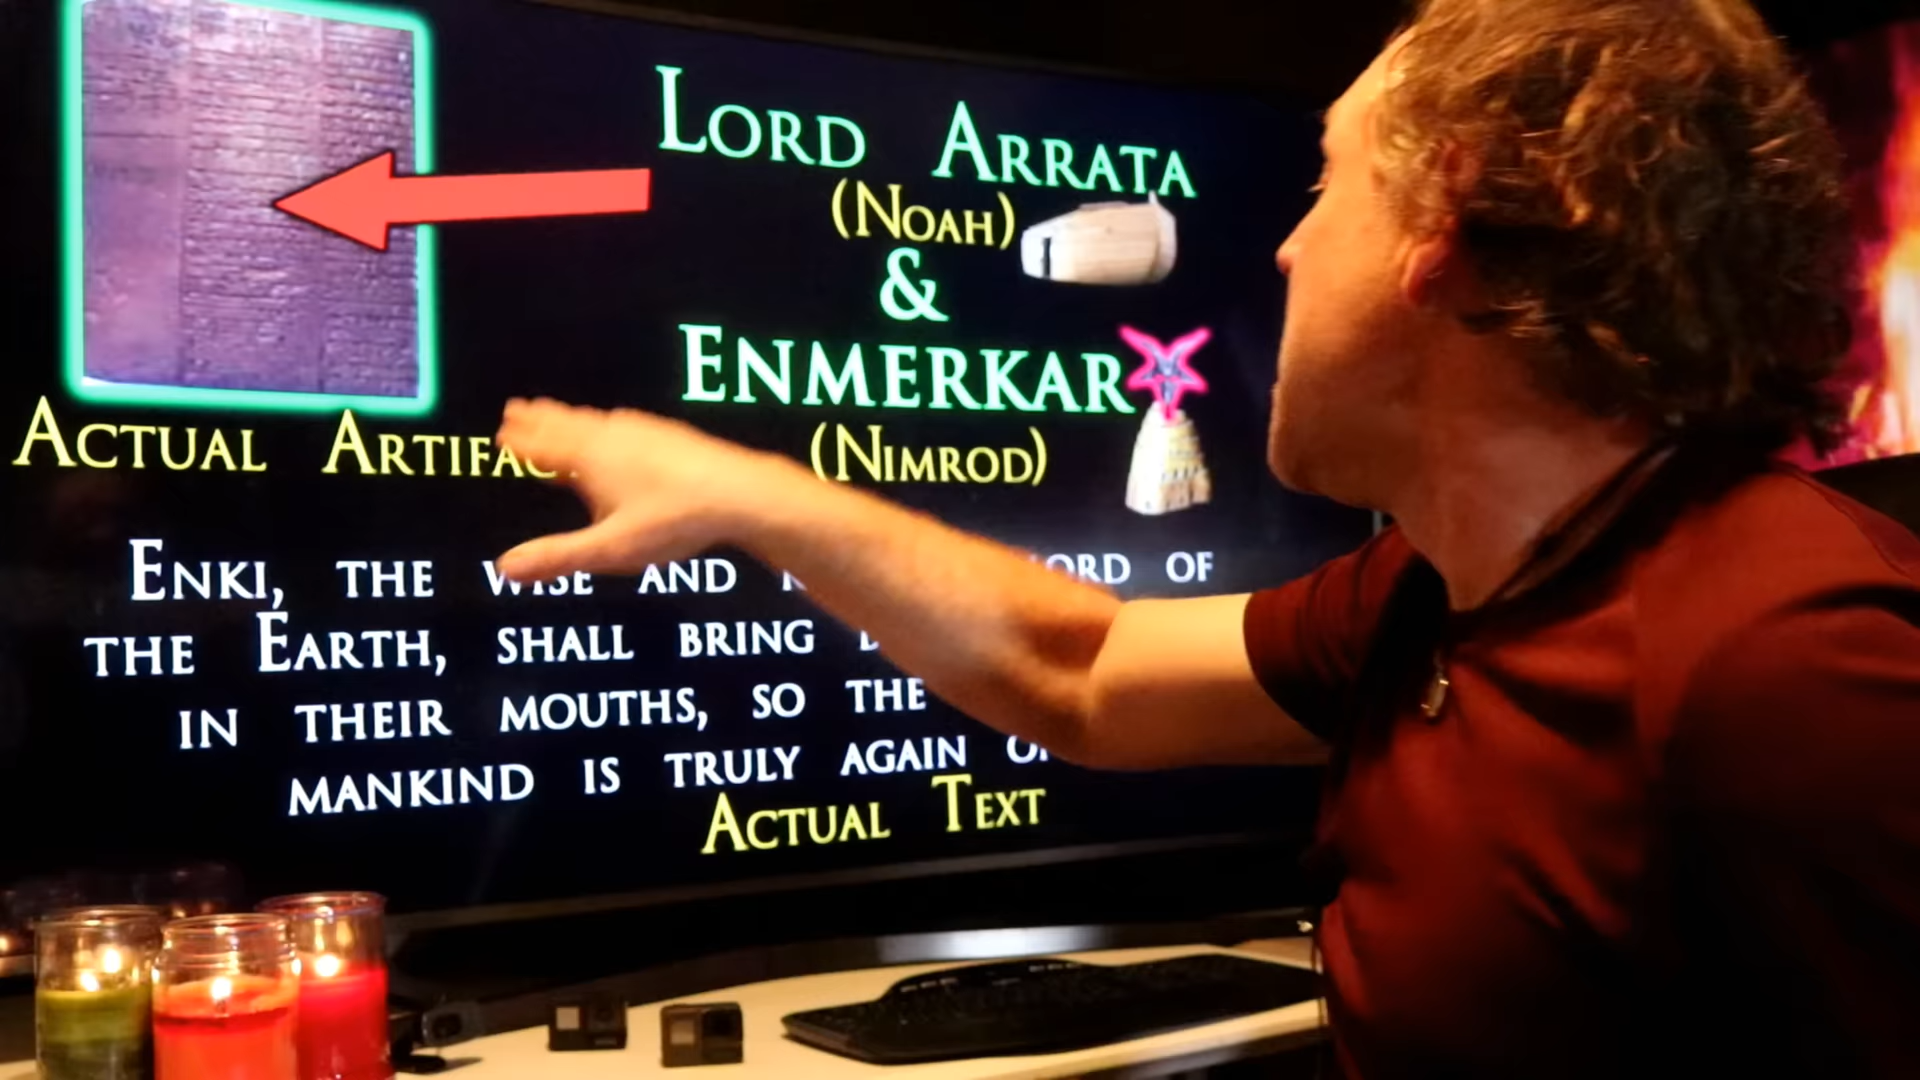 Lord Arrata
(Noah)
&
Enmerkar
(Nimrod)
Actual
Enki, the wise and of
the Earth, shall bring
in their mouths, so the
mankind is truly again
Actual Text